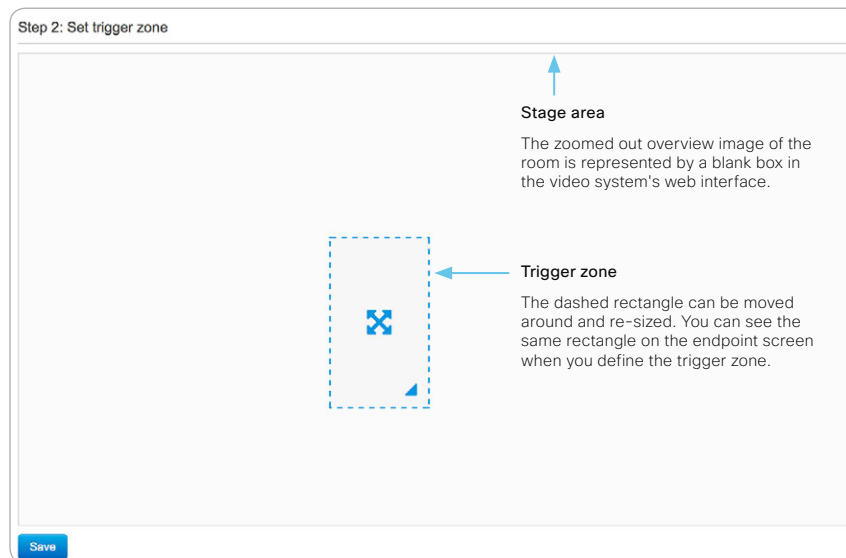 Step 2: Set trigger zone
Stage area
The zoomed out overview image of the
room is represented by a blank box in
the video system's web interface.
Trigger zone
The dashed rectangle can be moved
around and re-sized. You can see the
same rectangle on the endpoint screen
when you define the trigger zone.
Save